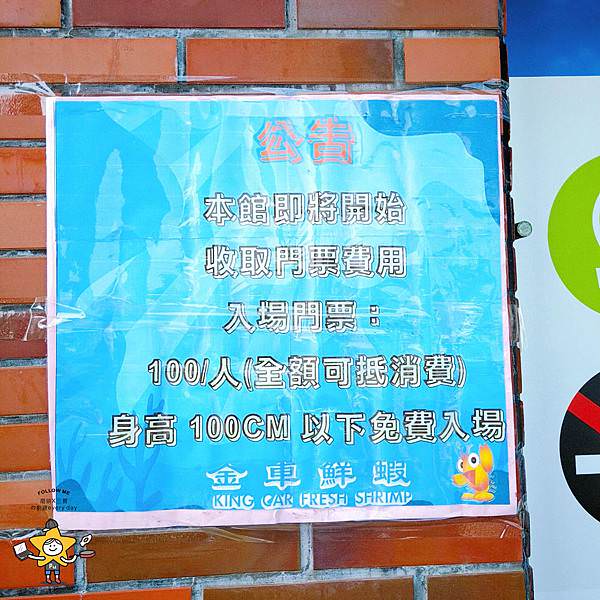 公告
本館即將開始
收取門票費用
入場門票：
100/人(全額可抵消費)
身高 100CM 以下免費入場
金車鮮蝦
KING CAR FRESH SHRIMP
FOLLOW ME